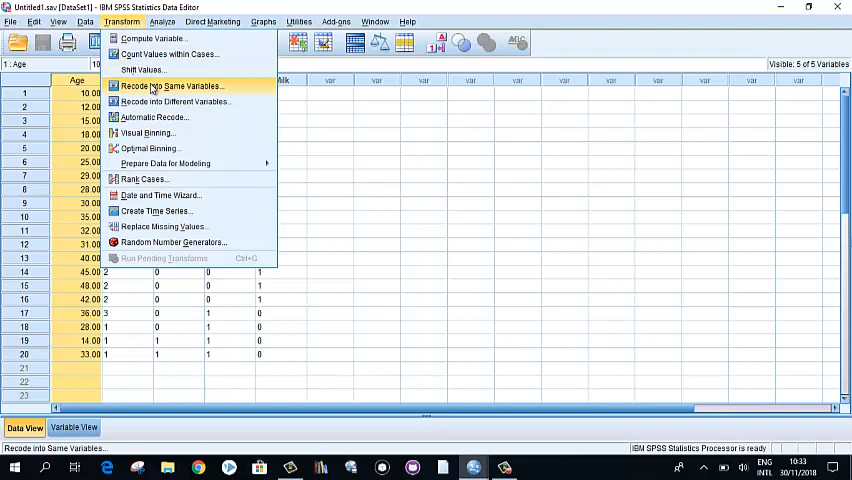 Untitled1.sav [DataSet1] - IBM SPSS Statistics Data Editor
File Edit View Data Transform Analyze Direct Marketing Graphs Utilities Add-ons Window Help
Compute Variable...
Count Values within Cases...
Shift Values...
Recode into Same Variables...
Recode into Different Variables...
Automatic Recode...
Visual Binning...
Optimal Binning...
Prepare Data for Modeling
Rank Cases...
Date and Time Wizard...
Create Time Series...
Replace Missing Values...
Random Number Generators...
Run Pending Transforms Ctrl+G
1 : Age 10 Visible: 5 of 5 Variables
Age Milk var var var var var var var var var var var
1 10.00
2 12.00
3 15.00
4 18.00
5 20.00
6 25.00
7 29.00
8 28.00
9 30.00
10 35.00
11 32.00
12 31.00
13 40.00
14 45.00 2 0 0 1
15 48.00 2 0 0 0
16 42.00 2 0 0 1
17 36.00 3 0 1 0
18 28.00 1 0 1 0
19 14.00 1 1 1 0
20 33.00 1 1 1 0
21
22
23
Data View Variable View
Recode into Same Variables... IBM SPSS Statistics Processor is ready
ENG 10:33
INTL 30/11/2018